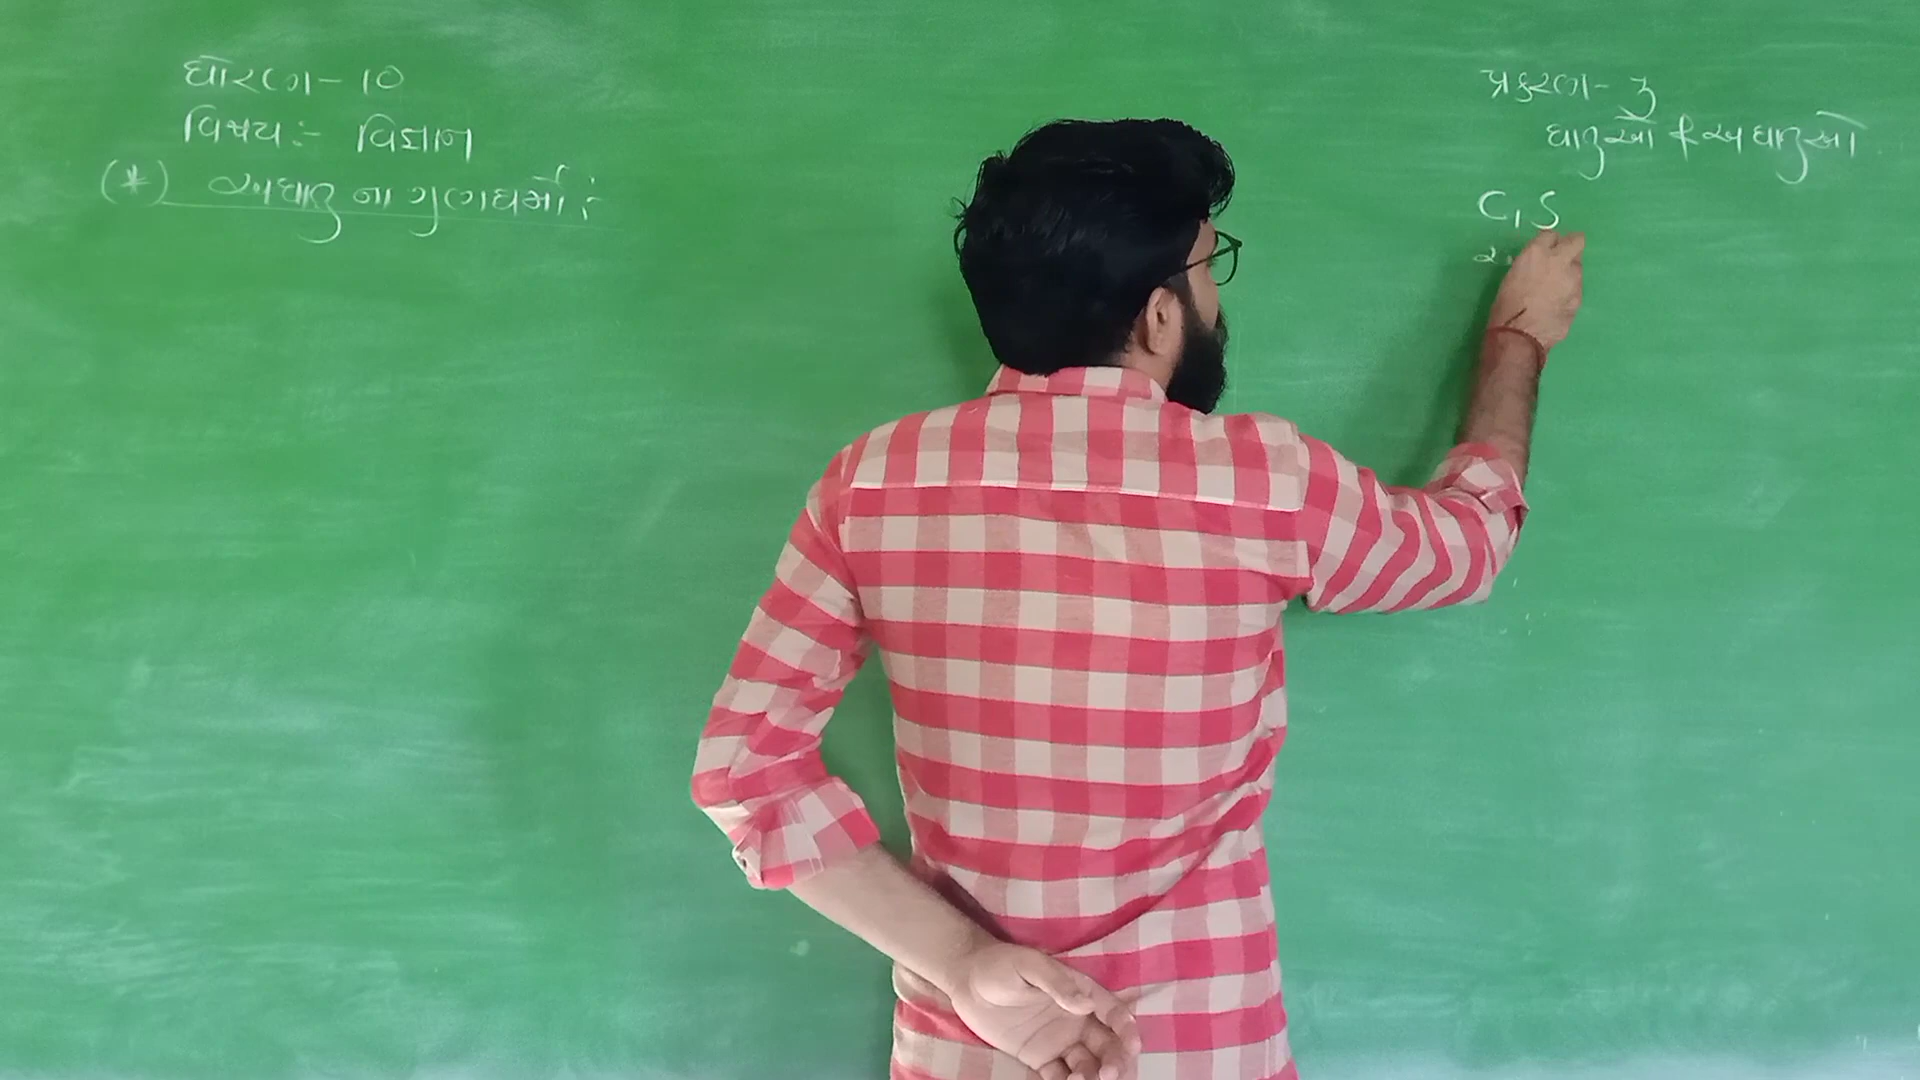 ધોરણ- 10
વિષય:- વિજ્ઞાન
(*) અધાતુ ના ગુણધર્મો :-
પ્રકરણ- 3
ધાતુઓ અને અધાતુઓ
C, S